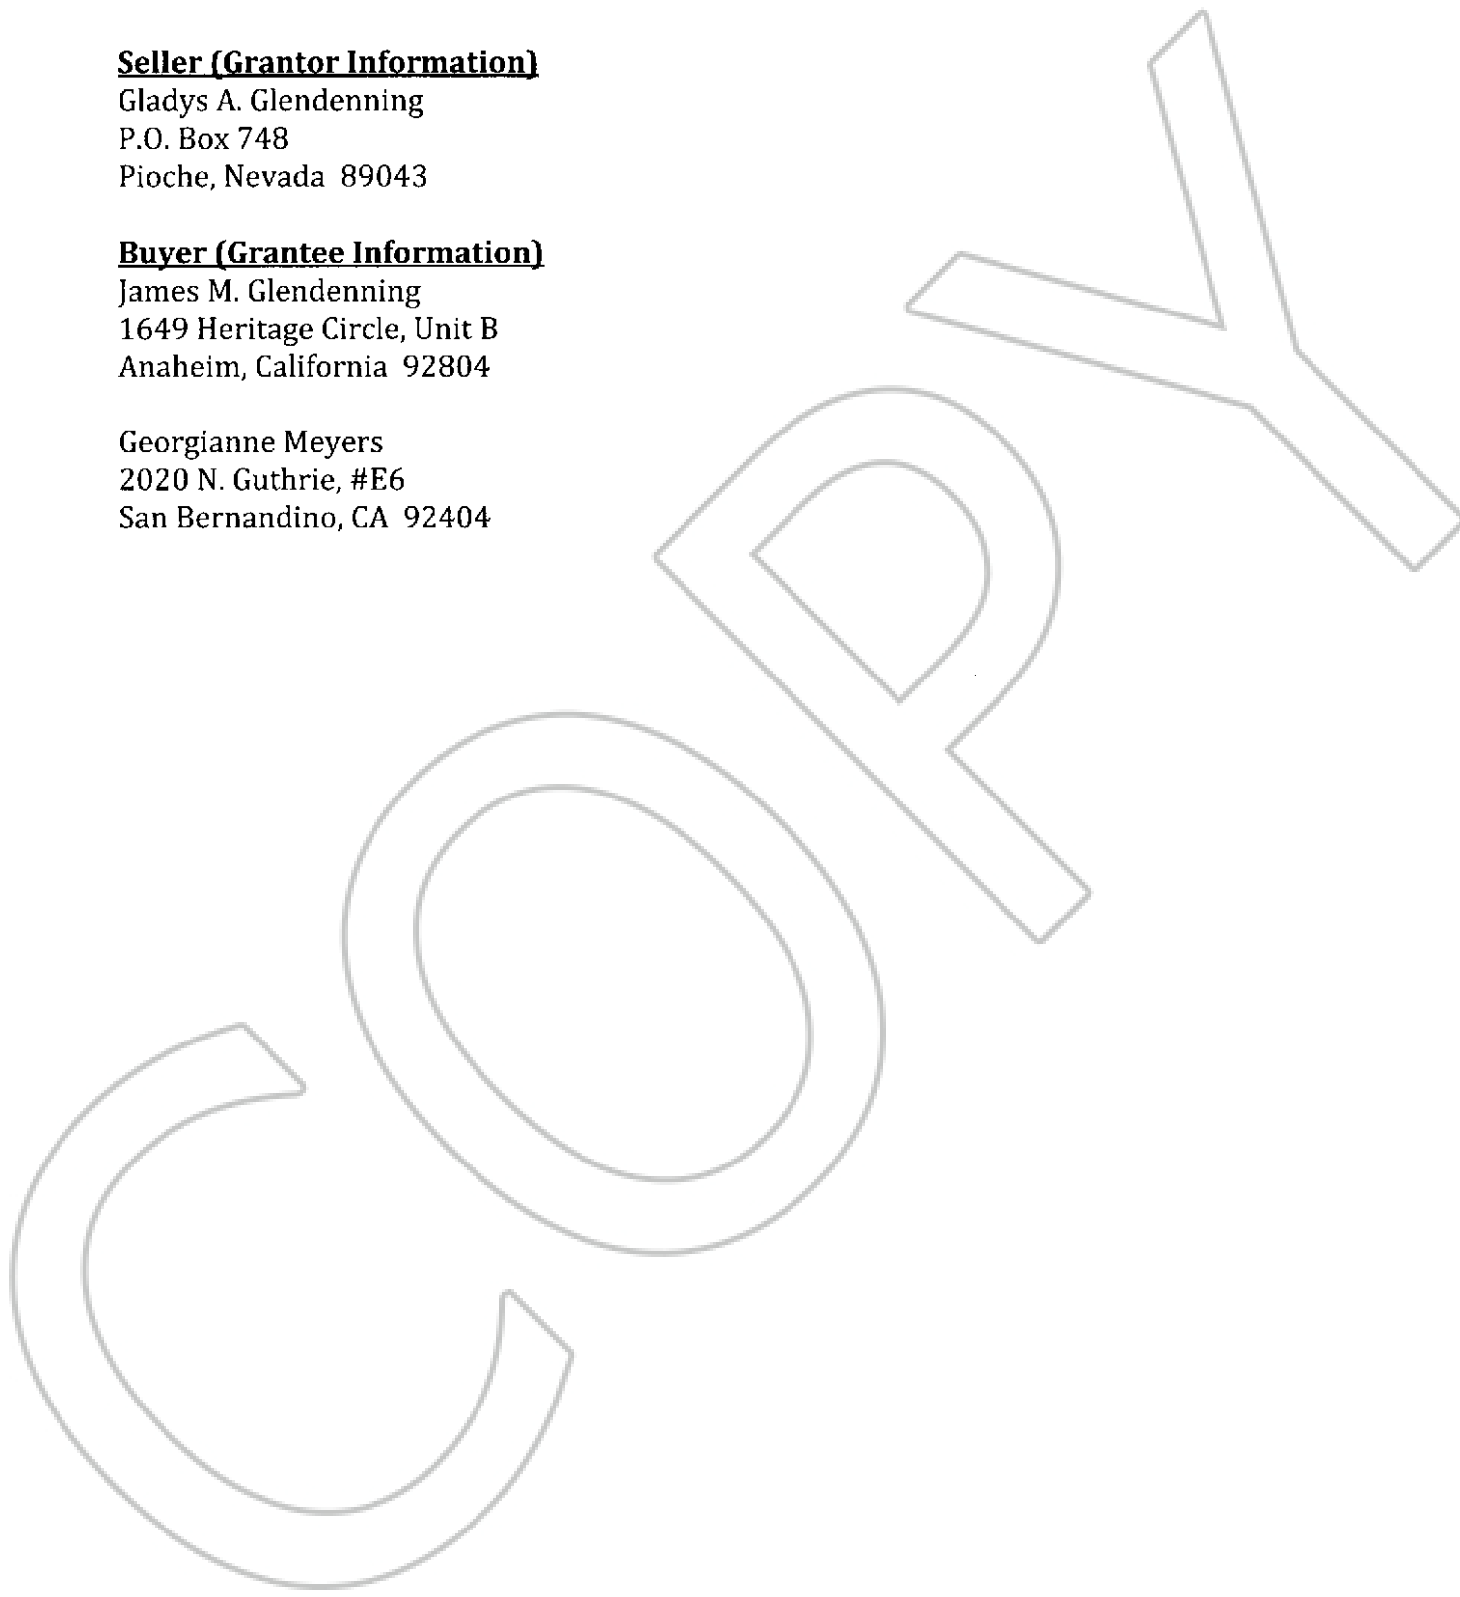 Seller (Grantor Information)
Gladys A. Glendenning
P.O. Box 748
Pioche, Nevada 89043
Buyer (Grantee Information)
James M. Glendenning
1649 Heritage Circle, Unit B
Anaheim, California 92804
Georgianne Meyers
2020 N. Guthrie, #E6
San Bernandino, CA 92404
COPY